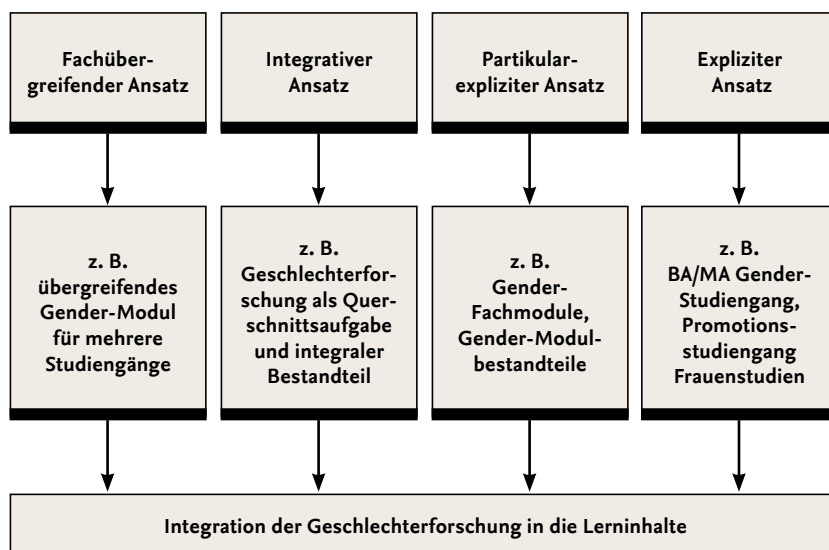 Fachüber-
greifender Ansatz
Integrativer
Ansatz
Partikular-
expliziter Ansatz
Expliziter
Ansatz
z. B.
übergreifendes
Gender-Modul
für mehrere
Studiengänge
z. B.
Geschlechterfor-
schung als Quer-
schnittsaufgabe
und integraler
Bestandteil
z. B.
Gender-
Fachmodule,
Gender-Modul-
bestandteile
z. B.
BA/MA Gender-
Studiengang,
Promotions-
studiengang
Frauenstudien
Integration der Geschlechterforschung in die Lerninhalte